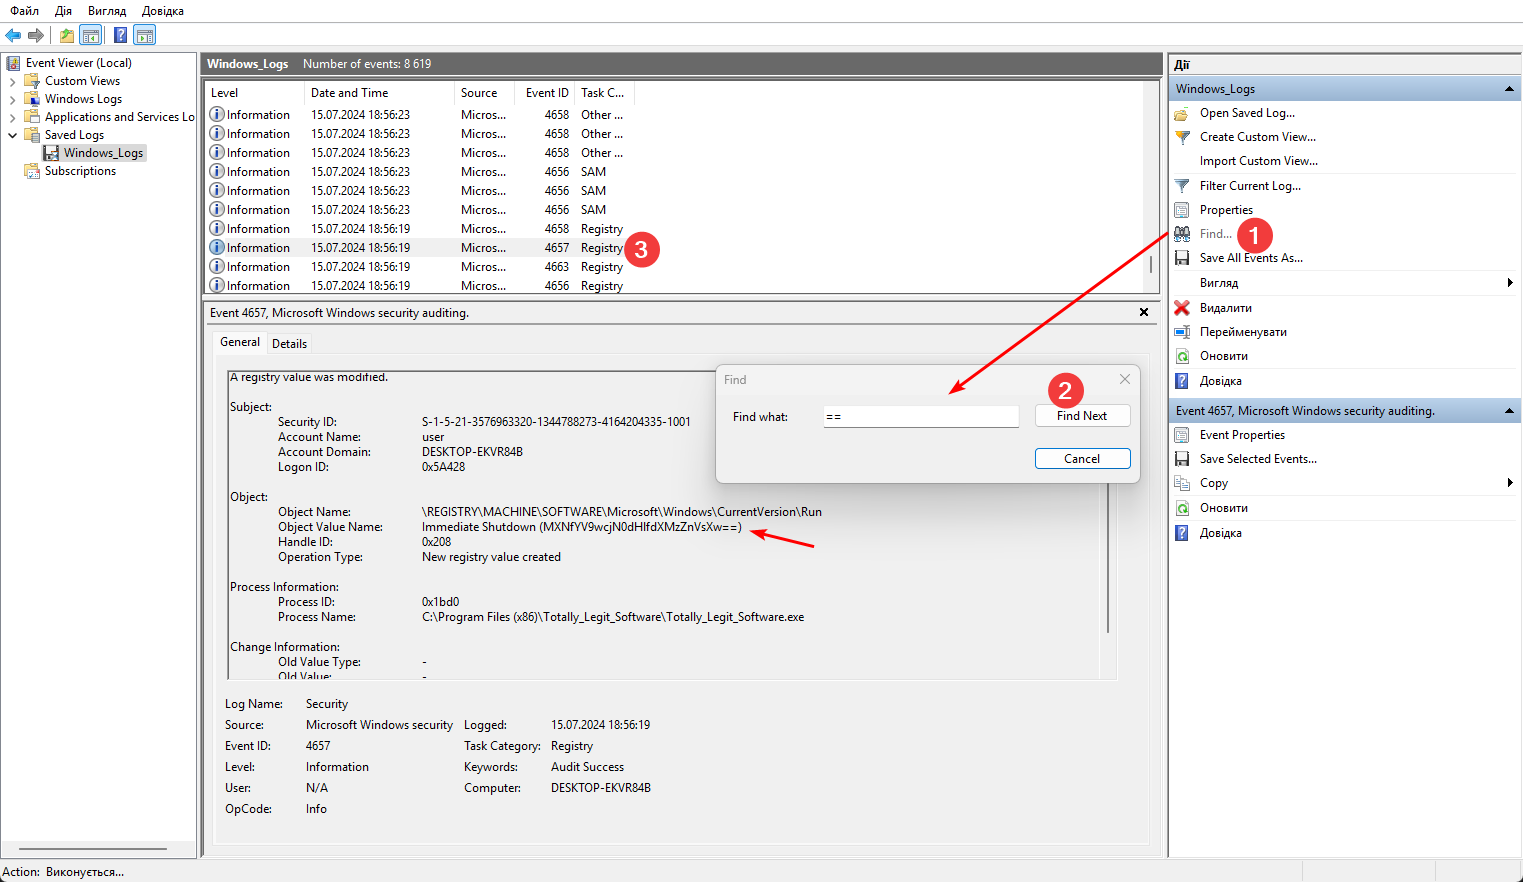 Файл Дія Вигляд Довідка
Event Viewer (Local)
Custom Views
Windows Logs
Applications and Services Lo
Saved Logs
Windows_Logs
Subscriptions
Windows_Logs Number of events: 8 619
Level Date and Time Source Event ID Task C...
Information 15.07.2024 18:56:23 Micros... 4658 Other ...
Information 15.07.2024 18:56:23 Micros... 4658 Other ...
Information 15.07.2024 18:56:23 Micros... 4658 Other ...
Information 15.07.2024 18:56:23 Micros... 4656 SAM
Information 15.07.2024 18:56:23 Micros... 4656 SAM
Information 15.07.2024 18:56:23 Micros... 4656 SAM
Information 15.07.2024 18:56:19 Micros... 4658 Registry
Information 15.07.2024 18:56:19 Micros... 4657 Registry 3
Information 15.07.2024 18:56:19 Micros... 4663 Registry
Information 15.07.2024 18:56:19 Micros... 4656 Registry
Event 4657, Microsoft Windows security auditing.
General Details
A registry value was modified.
Subject:
Security ID: S-1-5-21-3576963320-1344788273-4164204335-1001
Account Name: user
Account Domain: DESKTOP-EKVR84B
Logon ID: 0x5A428
Object:
Object Name: \REGISTRY\MACHINE\SOFTWARE\Microsoft\Windows\CurrentVersion\Run
Object Value Name: Immediate Shutdown (MXNfYV9wcjN0dHlfdXMzZnVsXw==)
Handle ID: 0x208
Operation Type: New registry value created
Process Information:
Process ID: 0x1bd0
Process Name: C:\Program Files (x86)\Totally_Legit_Software\Totally_Legit_Software.exe
Change Information:
Old Value Type: -
Old Value: -
Log Name: Security
Source: Microsoft Windows security Logged: 15.07.2024 18:56:19
Event ID: 4657 Task Category: Registry
Level: Information Keywords: Audit Success
User: N/A Computer: DESKTOP-EKVR84B
OpCode: Info
Find
2
Find what: == Find Next
Cancel
Дії
Windows_Logs
Open Saved Log...
Create Custom View...
Import Custom View...
Filter Current Log...
Properties
Find... 1
Save All Events As...
Вигляд
Видалити
Перейменувати
Оновити
Довідка
Event 4657, Microsoft Windows security auditing.
Event Properties
Save Selected Events...
Copy
Оновити
Довідка
Action: Виконується...